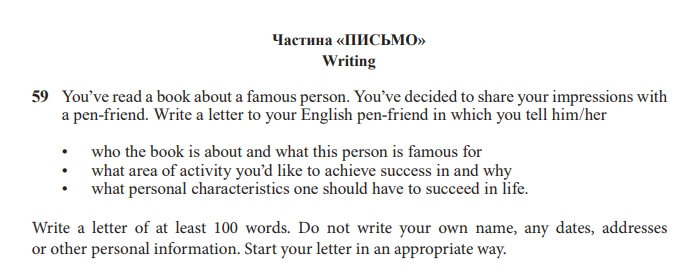 Частина «ПИСЬМО»
Writing
59 You’ve read a book about a famous person. You’ve decided to share your impressions with
a pen-friend. Write a letter to your English pen-friend in which you tell him/her
• who the book is about and what this person is famous for
• what area of activity you’d like to achieve success in and why
• what personal characteristics one should have to succeed in life.
Write a letter of at least 100 words. Do not write your own name, any dates, addresses
or other personal information. Start your letter in an appropriate way.